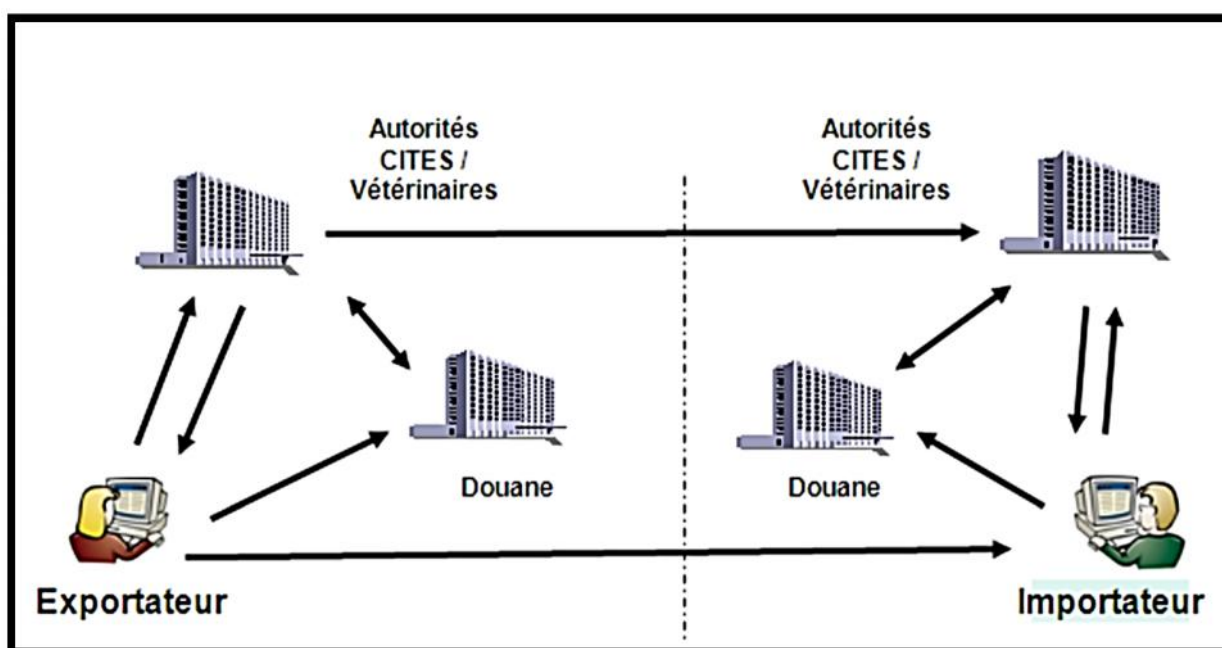 Autorités
CITES /
Vétérinaires
Autorités
CITES /
Vétérinaires
Douane
Douane
Exportateur
Importateur